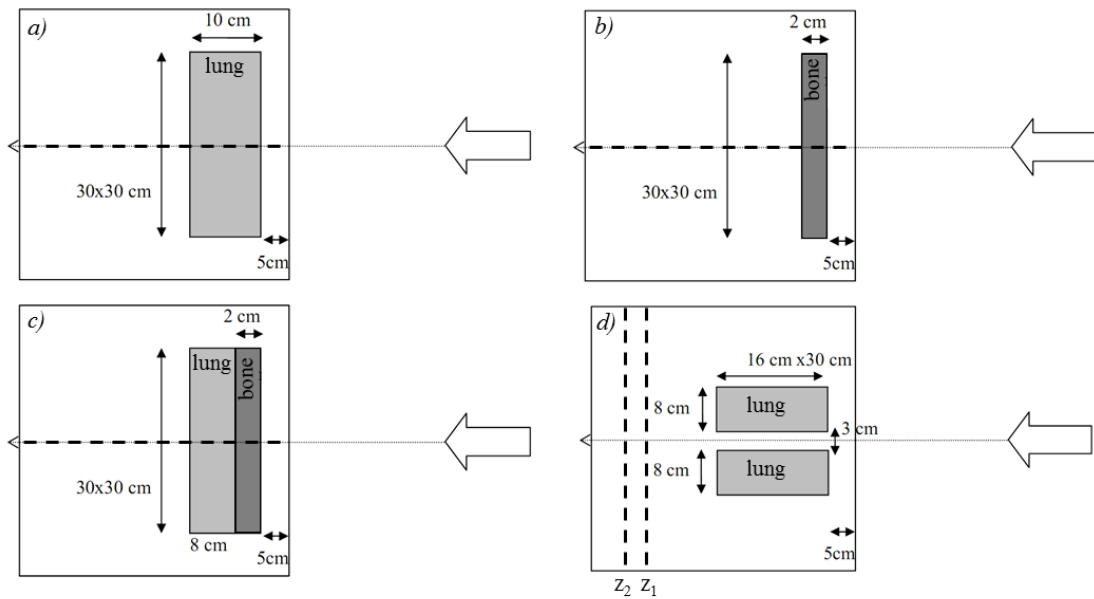 a)
10 cm
lung
30x30 cm
5cm
b)
2 cm
bone
30x30 cm
5cm
c)
2 cm
lung
bone
30x30 cm
8 cm
5cm
d)
16 cm x30 cm
8 cm
lung
3 cm
8 cm
lung
5cm
z2 z1